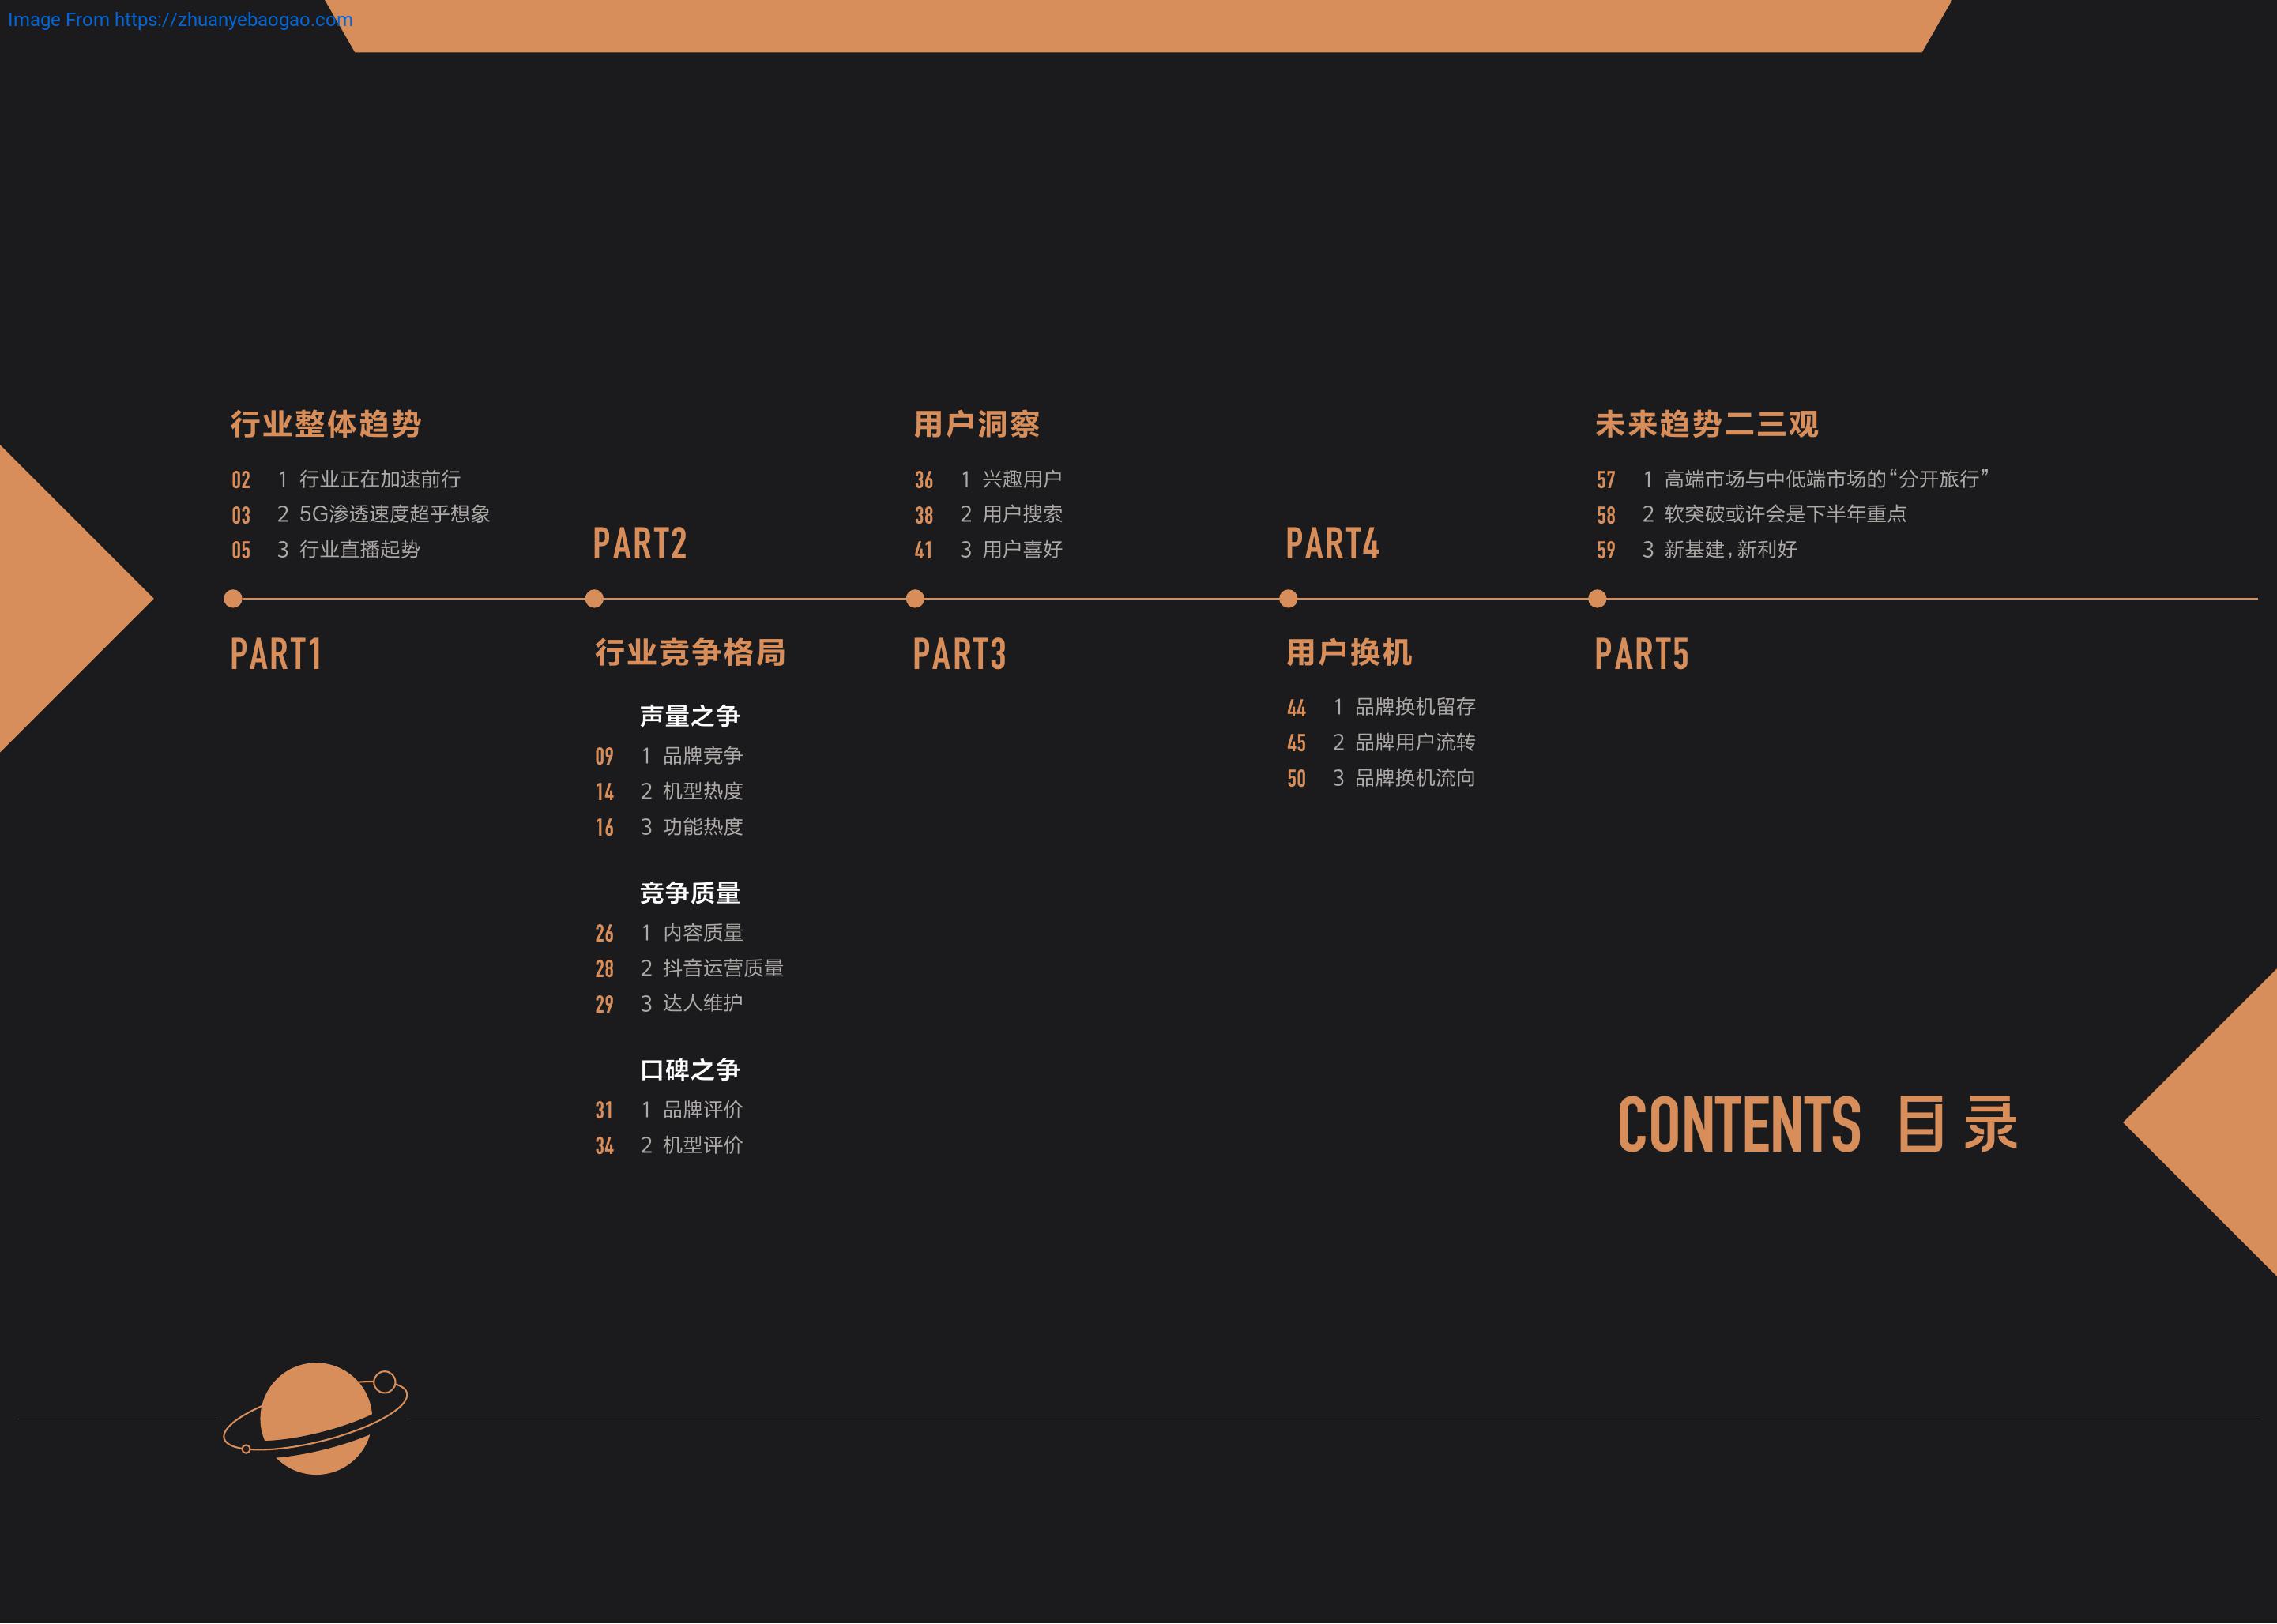 Image From https://zhuanyebaogao.com
行业整体趋势
02 1 行业正在加速前行
03 2 5G渗透速度超乎想象
05 3 行业直播起势
PART1
PART2
行业竞争格局
声量之争
09 1 品牌竞争
14 2 机型热度
16 3 功能热度
竞争质量
26 1 内容质量
28 2 抖音运营质量
29 3 达人维护
口碑之争
31 1 品牌评价
34 2 机型评价
用户洞察
36 1 兴趣用户
38 2 用户搜索
41 3 用户喜好
PART3
PART4
用户换机
44 1 品牌换机留存
45 2 品牌用户流转
50 3 品牌换机流向
未来趋势二三观
57 1 高端市场与中低端市场的“分开旅行”
58 2 软突破或许会是下半年重点
59 3 新基建，新利好
PART5
CONTENTS 目录